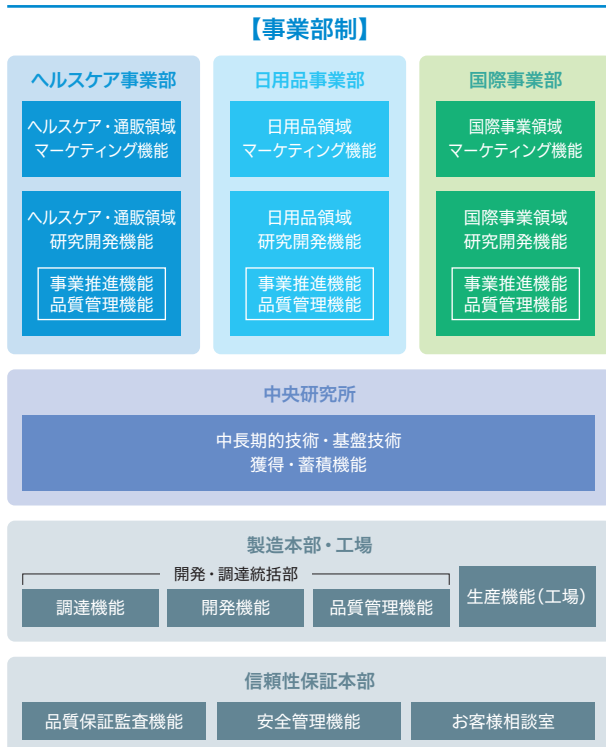 【事業部制】
ヘルスケア事業部
ヘルスケア・通販領域
マーケティング機能
ヘルスケア・通販領域
研究開発機能
事業推進機能
品質管理機能
日用品事業部
日用品領域
マーケティング機能
日用品領域
研究開発機能
事業推進機能
品質管理機能
国際事業部
国際事業領域
マーケティング機能
国際事業領域
研究開発機能
事業推進機能
品質管理機能
中央研究所
中長期的技術・基盤技術
獲得・蓄積機能
製造本部・工場
開発・調達統括部
調達機能
開発機能
品質管理機能
生産機能(工場)
信頼性保証本部
品質保証監査機能
安全管理機能
お客様相談室